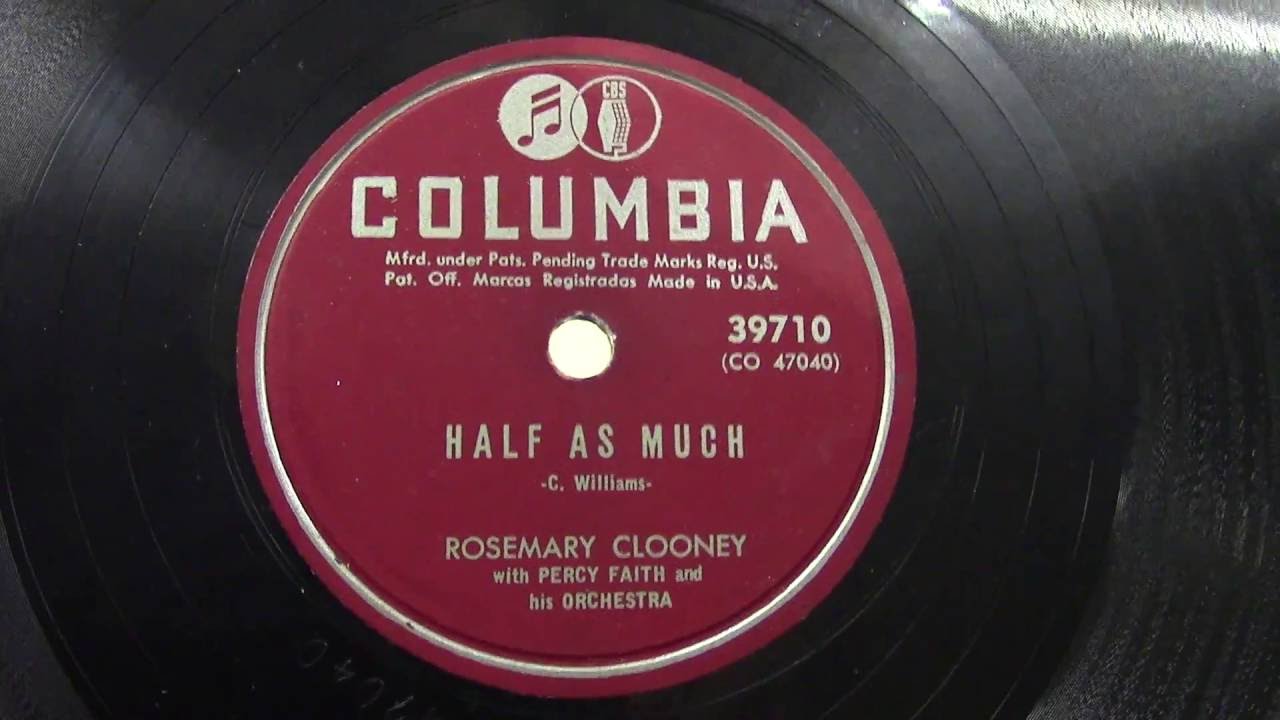 CBS
COLUMBIA
Mfrd. under Pats. Pending Trade Marks Reg. U.S.
Pat. Off. Marcas Registradas Made in U.S.A.
39710
(CO 47040)
HALF AS MUCH
-C. Williams-
ROSEMARY CLOONEY
with PERCY FAITH and
his ORCHESTRA